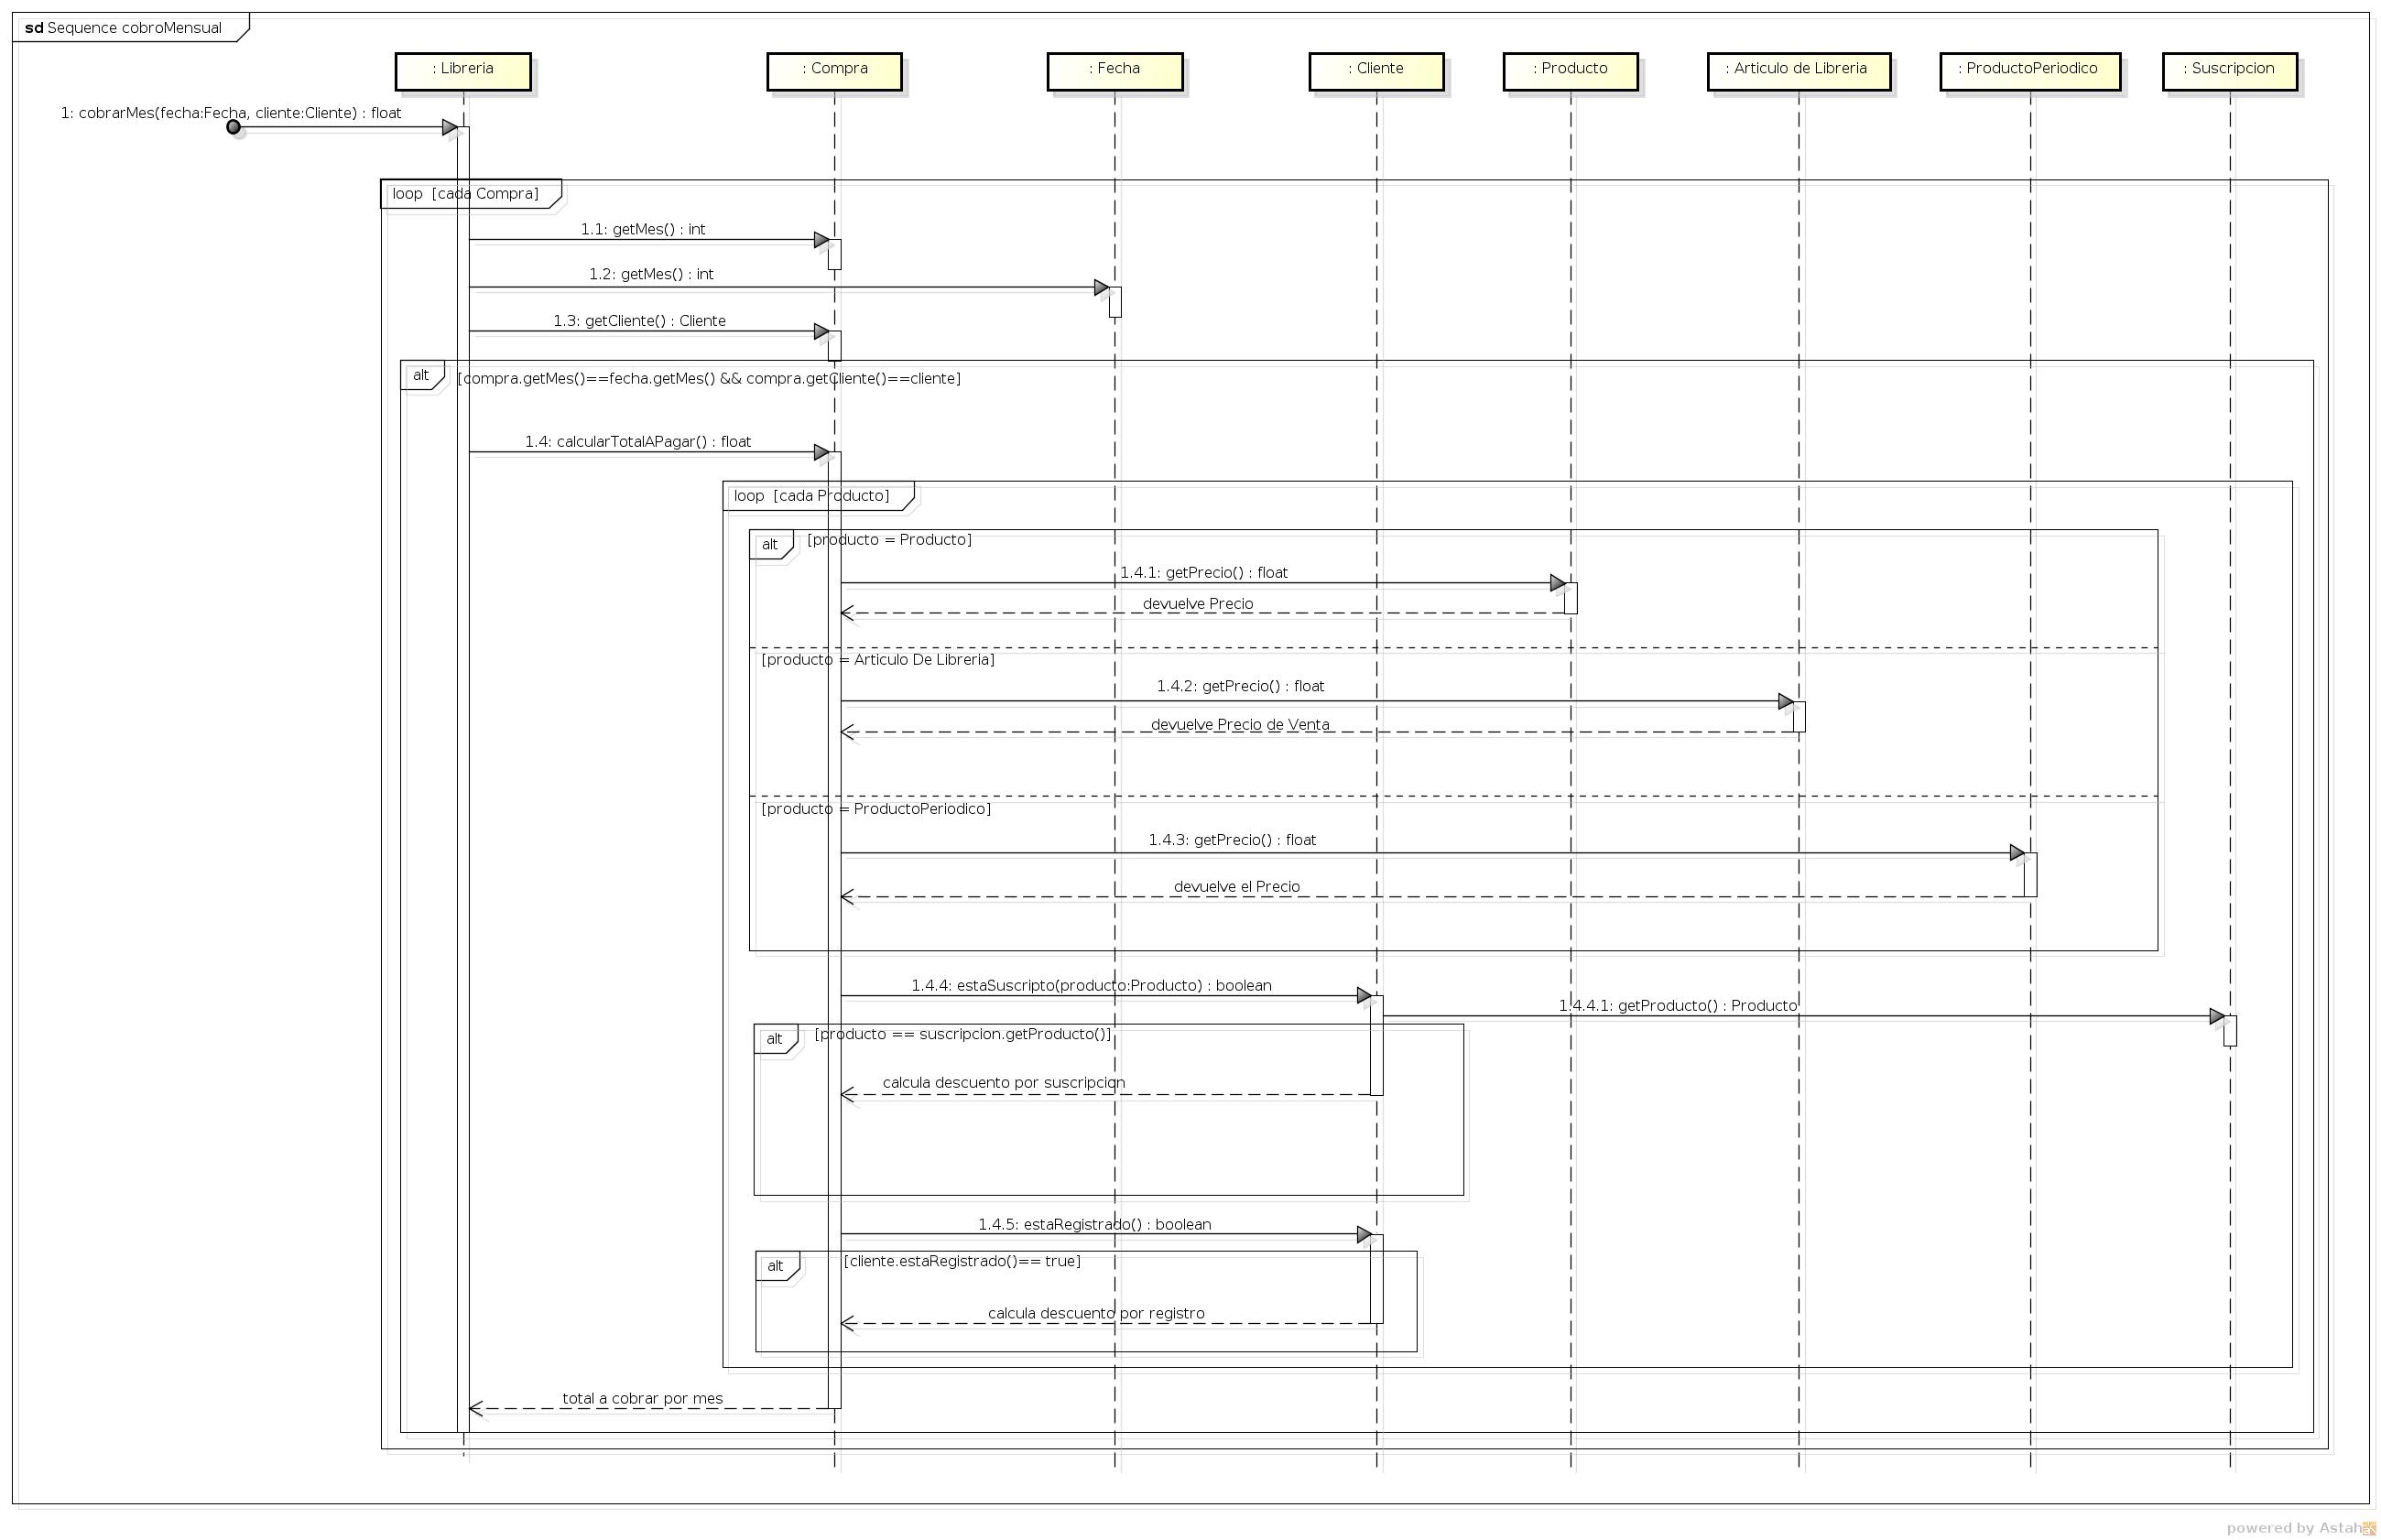 sd Sequence cobroMensual
: Libreria
: Compra
: Fecha
: Cliente
: Producto
: Articulo de Libreria
: ProductoPeriodico
: Suscripcion
1: cobrarMes(fecha:Fecha, cliente:Cliente) : float
loop [cada Compra]
1.1: getMes() : int
1.2: getMes() : int
1.3: getCliente() : Cliente
alt [compra.getMes()==fecha.getMes() && compra.getCliente()==cliente]
1.4: calcularTotalAPagar() : float
loop [cada Producto]
alt [producto = Producto]
1.4.1: getPrecio() : float
devuelve Precio
[producto = Articulo De Libreria]
1.4.2: getPrecio() : float
devuelve Precio de Venta
[producto = ProductoPeriodico]
1.4.3: getPrecio() : float
devuelve el Precio
1.4.4: estaSuscripto(producto:Producto) : boolean
1.4.4.1: getProducto() : Producto
alt [producto == suscripcion.getProducto()]
calcula descuento por suscripcion
1.4.5: estaRegistrado() : boolean
alt [cliente.estaRegistrado()== true]
calcula descuento por registro
total a cobrar por mes
powered by Astah